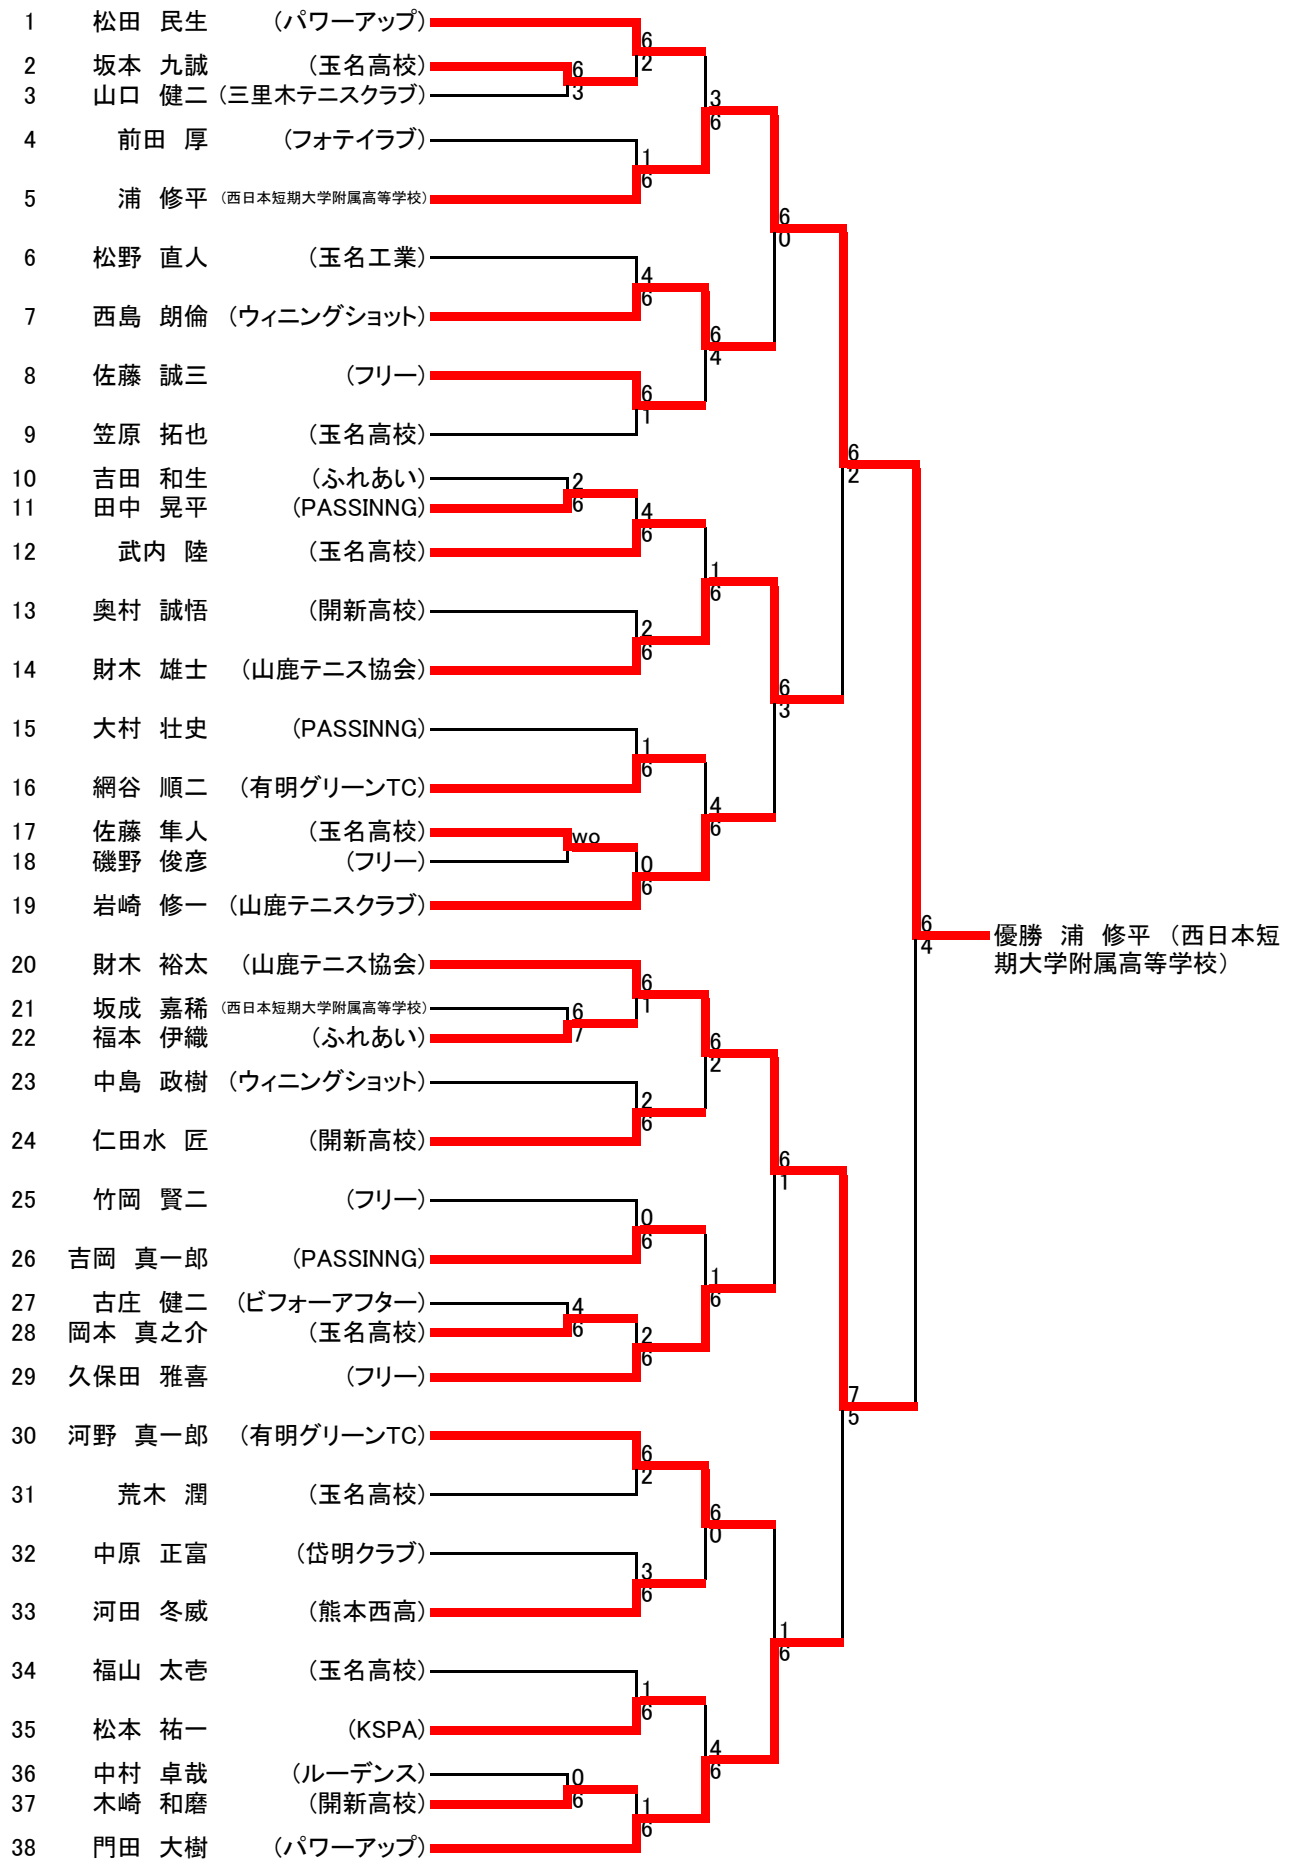 1 松田 民生 (パワーアップ)
6
2
2 坂本 九誠 (玉名高校)
6
3
3 山口 健二 (三里木テニスクラブ)
3
6
4 前田 厚 (フォテイラブ)
1
6
5 浦 修平 (西日本短期大学附属高等学校)
6
0
6 松野 直人 (玉名工業)
4
6
7 西島 朗倫 (ウィニングショット)
6
4
8 佐藤 誠三 (フリー)
6
1
9 笠原 拓也 (玉名高校)
6
2
10 吉田 和生 (ふれあい)
2
6
11 田中 晃平 (PASSINNG)
4
6
12 武内 陸 (玉名高校)
1
6
13 奥村 誠悟 (開新高校)
2
6
14 財木 雄士 (山鹿テニス協会)
6
3
15 大村 壮史 (PASSINNG)
1
6
16 網谷 順二 (有明グリーンTC)
4
6
17 佐藤 隼人 (玉名高校)
wo
18 磯野 俊彦 (フリー)
0
6
19 岩崎 修一 (山鹿テニスクラブ)
6
4
優勝 浦 修平 (西日本短
期大学附属高等学校)
20 財木 裕太 (山鹿テニス協会)
6
1
21 坂成 嘉稀 (西日本短期大学附属高等学校)
6
7
22 福本 伊織 (ふれあい)
6
2
23 中島 政樹 (ウィニングショット)
2
6
24 仁田水 匠 (開新高校)
6
1
25 竹岡 賢二 (フリー)
0
6
26 吉岡 真一郎 (PASSINNG)
1
6
27 古庄 健二 (ビフォーアフター)
4
6
28 岡本 真之介 (玉名高校)
2
6
29 久保田 雅喜 (フリー)
7
5
30 河野 真一郎 (有明グリーンTC)
6
2
31 荒木 潤 (玉名高校)
6
0
32 中原 正富 (岱明クラブ)
3
6
33 河田 冬威 (熊本西高)
1
6
34 福山 太壱 (玉名高校)
1
6
35 松本 祐一 (KSPA)
4
6
36 中村 卓哉 (ルーデンス)
0
6
37 木崎 和磨 (開新高校)
1
6
38 門田 大樹 (パワーアップ)